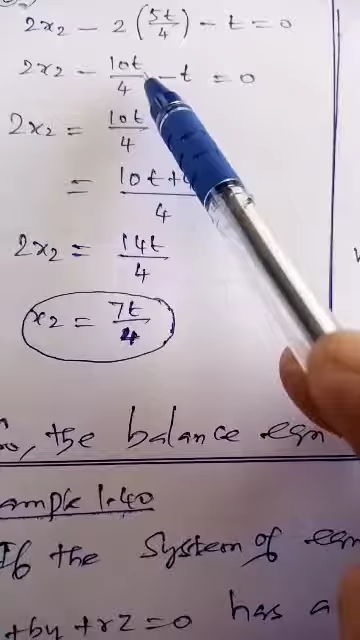 2x2 - 2 (5t/4) - t = 0
2x2 - 10t/4 - t = 0
2x2 = 10t/4
= 10t+4 / 4
2x2 = 14t/4
x2 = 7t/4
the balance eqn
ample 1.40
If the System of eqn
+by+rz=0 has a